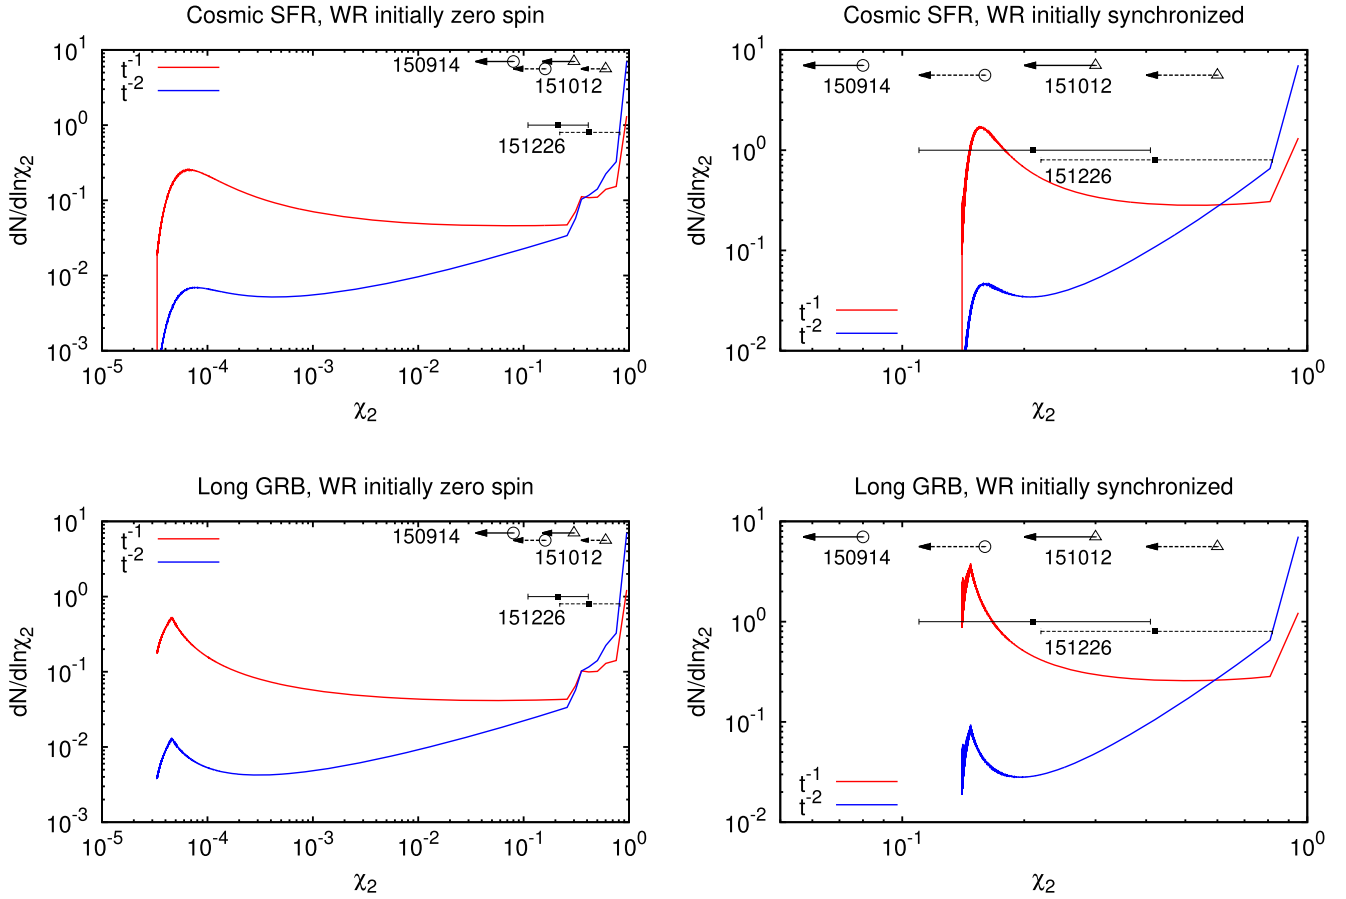 Cosmic SFR, WR initially zero spin
dN/dlnχ2
10^1
10^0
10^-1
10^-2
10^-3
t^-1
t^-2
150914
151012
151226
10^-5 10^-4 10^-3 10^-2 10^-1 10^0
χ2
Cosmic SFR, WR initially synchronized
dN/dlnχ2
10^1
10^0
10^-1
10^-2
150914
151012
151226
t^-1
t^-2
10^-1 10^0
χ2
Long GRB, WR initially zero spin
dN/dlnχ2
10^1
10^0
10^-1
10^-2
10^-3
t^-1
t^-2
150914
151012
151226
10^-5 10^-4 10^-3 10^-2 10^-1 10^0
χ2
Long GRB, WR initially synchronized
dN/dlnχ2
10^1
10^0
10^-1
10^-2
150914
151012
151226
t^-1
t^-2
10^-1 10^0
χ2